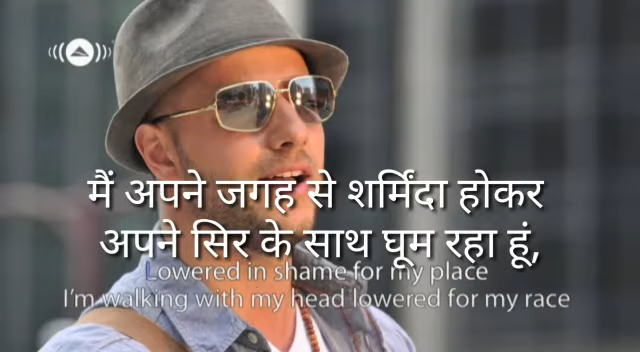 मैं अपने जगह से शर्मिंदा होकर
अपने सिर के साथ घूम रहा हूं,
Lowered in shame for my place
I'm walking with my head lowered for my race